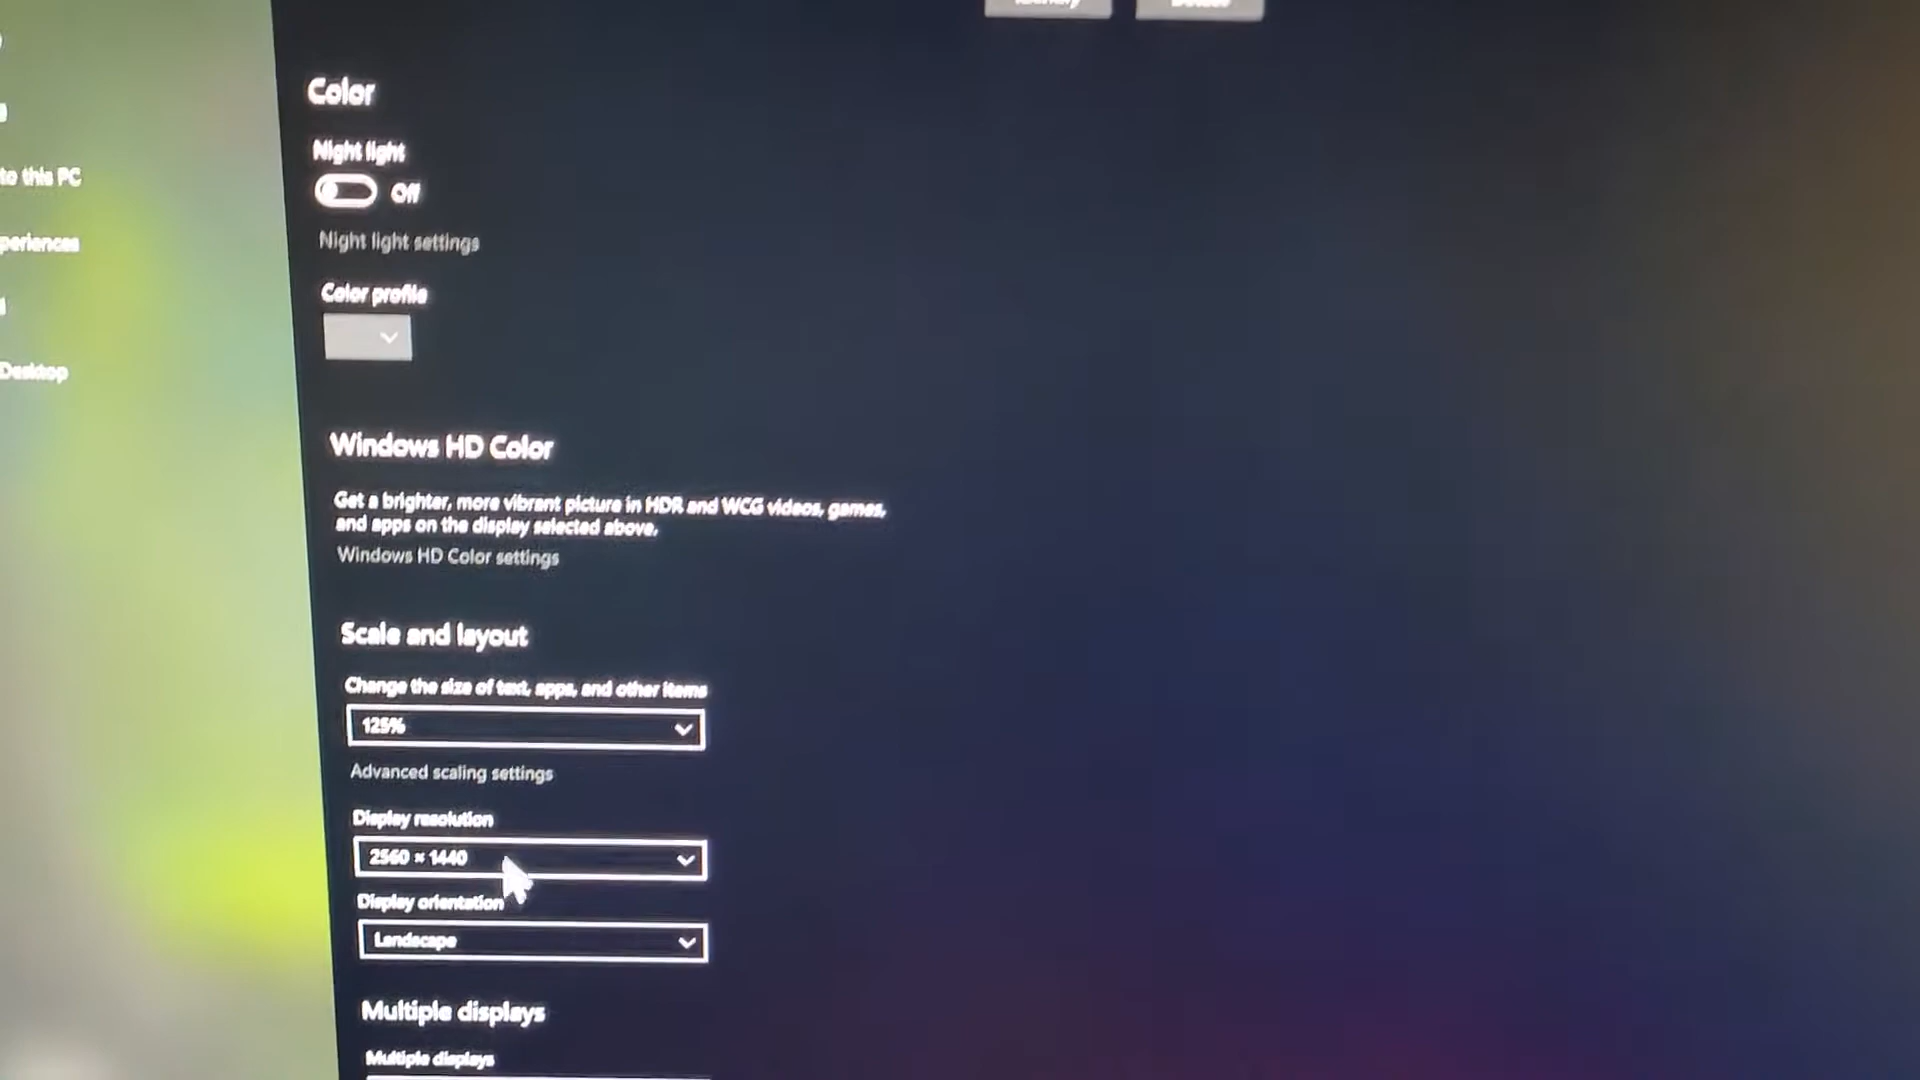 Color
Night light
Off
Night light settings
to this PC
Color profile
periences
Desktop
Windows HD Color
Get a brighter, more vibrant picture in HDR and WCG videos, games,
and apps on the display selected above.
Windows HD Color settings
Scale and layout
Change the size of text, apps, and other items
125%
Advanced scaling settings
Display resolution
2560 × 1440
Display orientation
Landscape
Multiple displays
Multiple displays